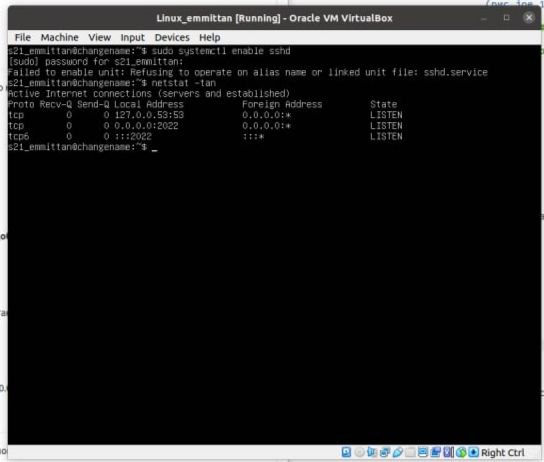 Linux_emmittan [Running] - Oracle VM VirtualBox
File Machine View Input Devices Help
s21_emmittan@changename:~$ sudo systemctl enable sshd
[sudo] password for s21_emmittan:
Failed to enable unit: Refusing to operate on alias name or linked unit file: sshd.service
s21_emmittan@changename:~$ netstat -tan
Active Internet connections (servers and established)
Proto Recv-Q Send-Q Local Address Foreign Address State
tcp 0 0 127.0.0.53:53 0.0.0.0:* LISTEN
tcp 0 0 0.0.0.0:2022 0.0.0.0:* LISTEN
tcp6 0 0 :::2022 :::* LISTEN
s21_emmittan@changename:~$ _
Right Ctrl